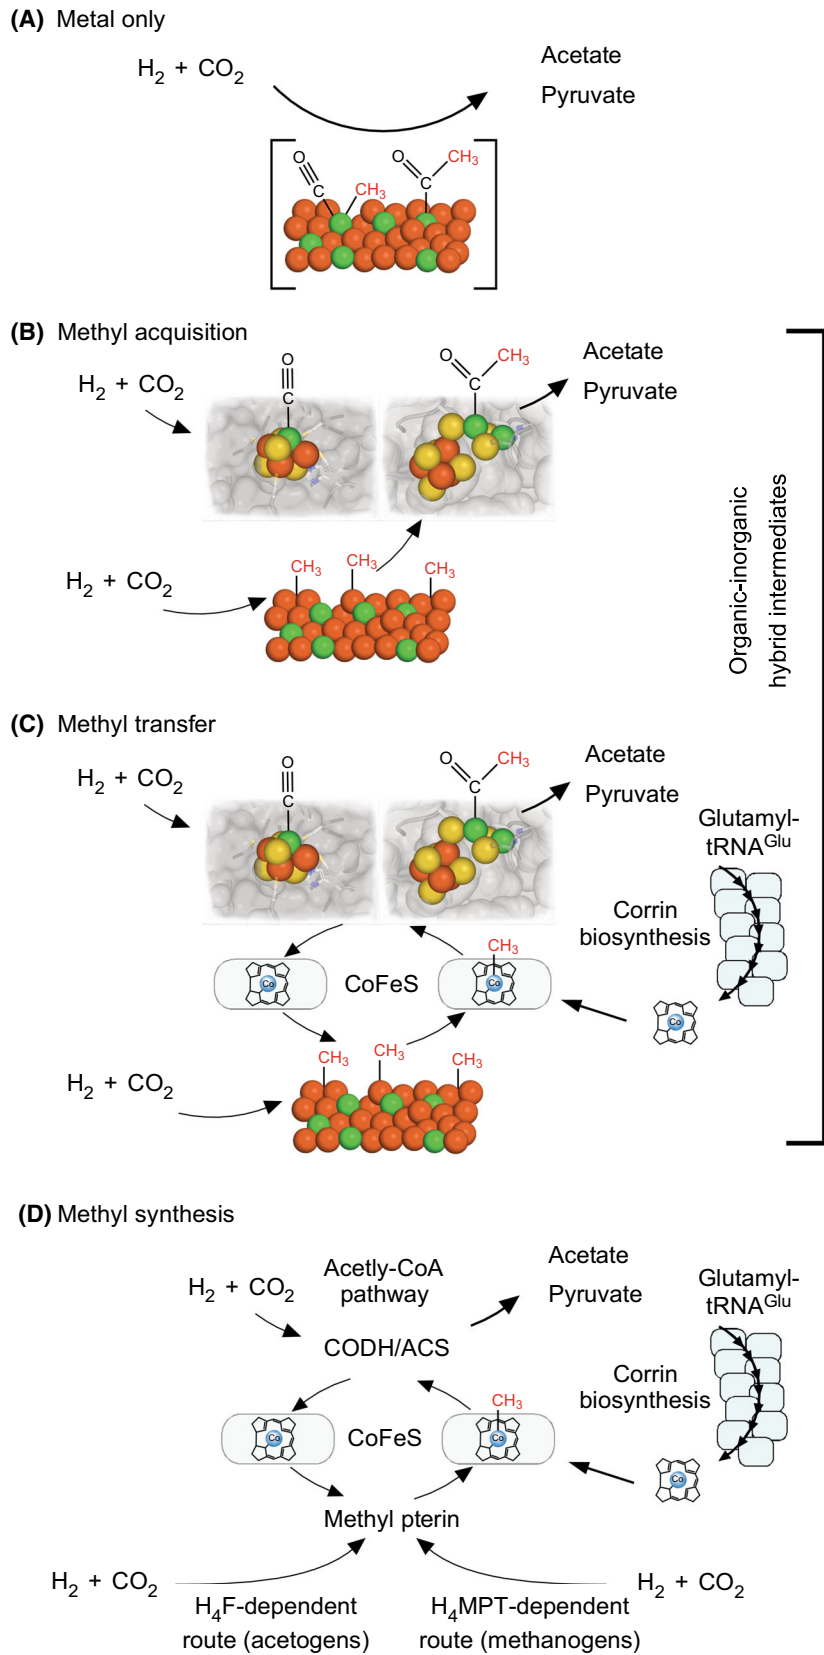 (A) Metal only
H2 + CO2
Acetate
Pyruvate
O
C
CH3
O
C
CH3
(B) Methyl acquisition
H2 + CO2
O
C
O
C
CH3
Acetate
Pyruvate
H2 + CO2
CH3
CH3
CH3
Organic-inorganic
hybrid intermediates
(C) Methyl transfer
H2 + CO2
O
C
O
C
CH3
Acetate
Pyruvate
Glutamyl-
tRNAGlu
Corrin
biosynthesis
Co
CoFeS
CH3
Co
Co
H2 + CO2
CH3
CH3
CH3
(D) Methyl synthesis
H2 + CO2
Acetly-CoA
pathway
Acetate
Pyruvate
Glutamyl-
tRNAGlu
CODH/ACS
Corrin
biosynthesis
Co
CoFeS
CH3
Co
Co
Methyl pterin
H2 + CO2
H2 + CO2
H4F-dependent
route (acetogens)
H4MPT-dependent
route (methanogens)